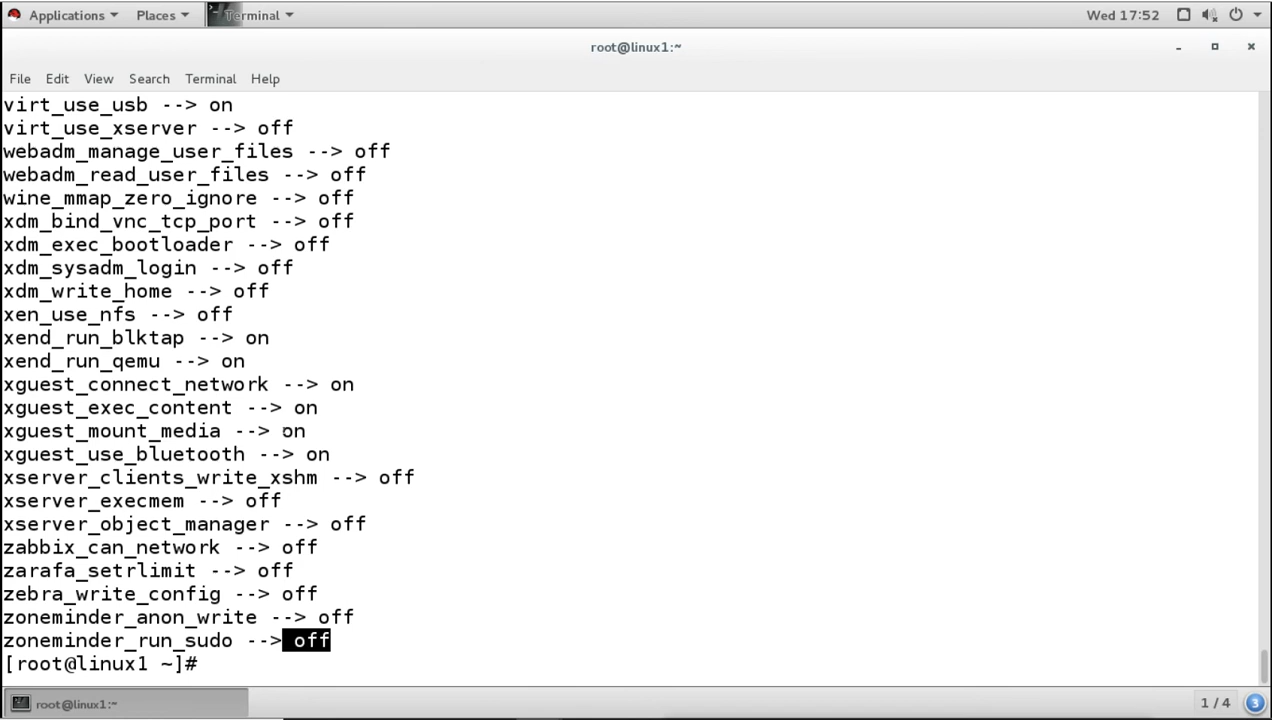 Applications Places Terminal Wed 17:52
root@linux1:~
File Edit View Search Terminal Help
virt_use_usb --> on
virt_use_xserver --> off
webadm_manage_user_files --> off
webadm_read_user_files --> off
wine_mmap_zero_ignore --> off
xdm_bind_vnc_tcp_port --> off
xdm_exec_bootloader --> off
xdm_sysadm_login --> off
xdm_write_home --> off
xen_use_nfs --> off
xend_run_blktap --> on
xend_run_qemu --> on
xguest_connect_network --> on
xguest_exec_content --> on
xguest_mount_media --> on
xguest_use_bluetooth --> on
xserver_clients_write_xshm --> off
xserver_execmem --> off
xserver_object_manager --> off
zabbix_can_network --> off
zarafa_setrlimit --> off
zebra_write_config --> off
zoneminder_anon_write --> off
zoneminder_run_sudo --> off
[root@linux1 ~]#
root@linux1:~ 1 / 4 3